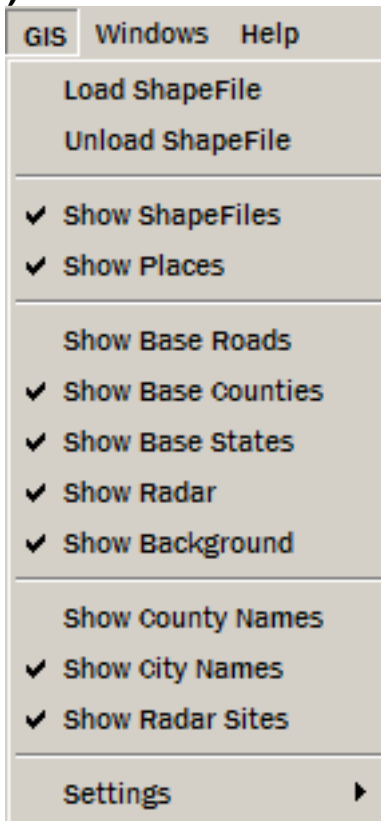 GIS Windows Help
Load ShapeFile
Unload ShapeFile
Show ShapeFiles
Show Places
Show Base Roads
Show Base Counties
Show Base States
Show Radar
Show Background
Show County Names
Show City Names
Show Radar Sites
Settings